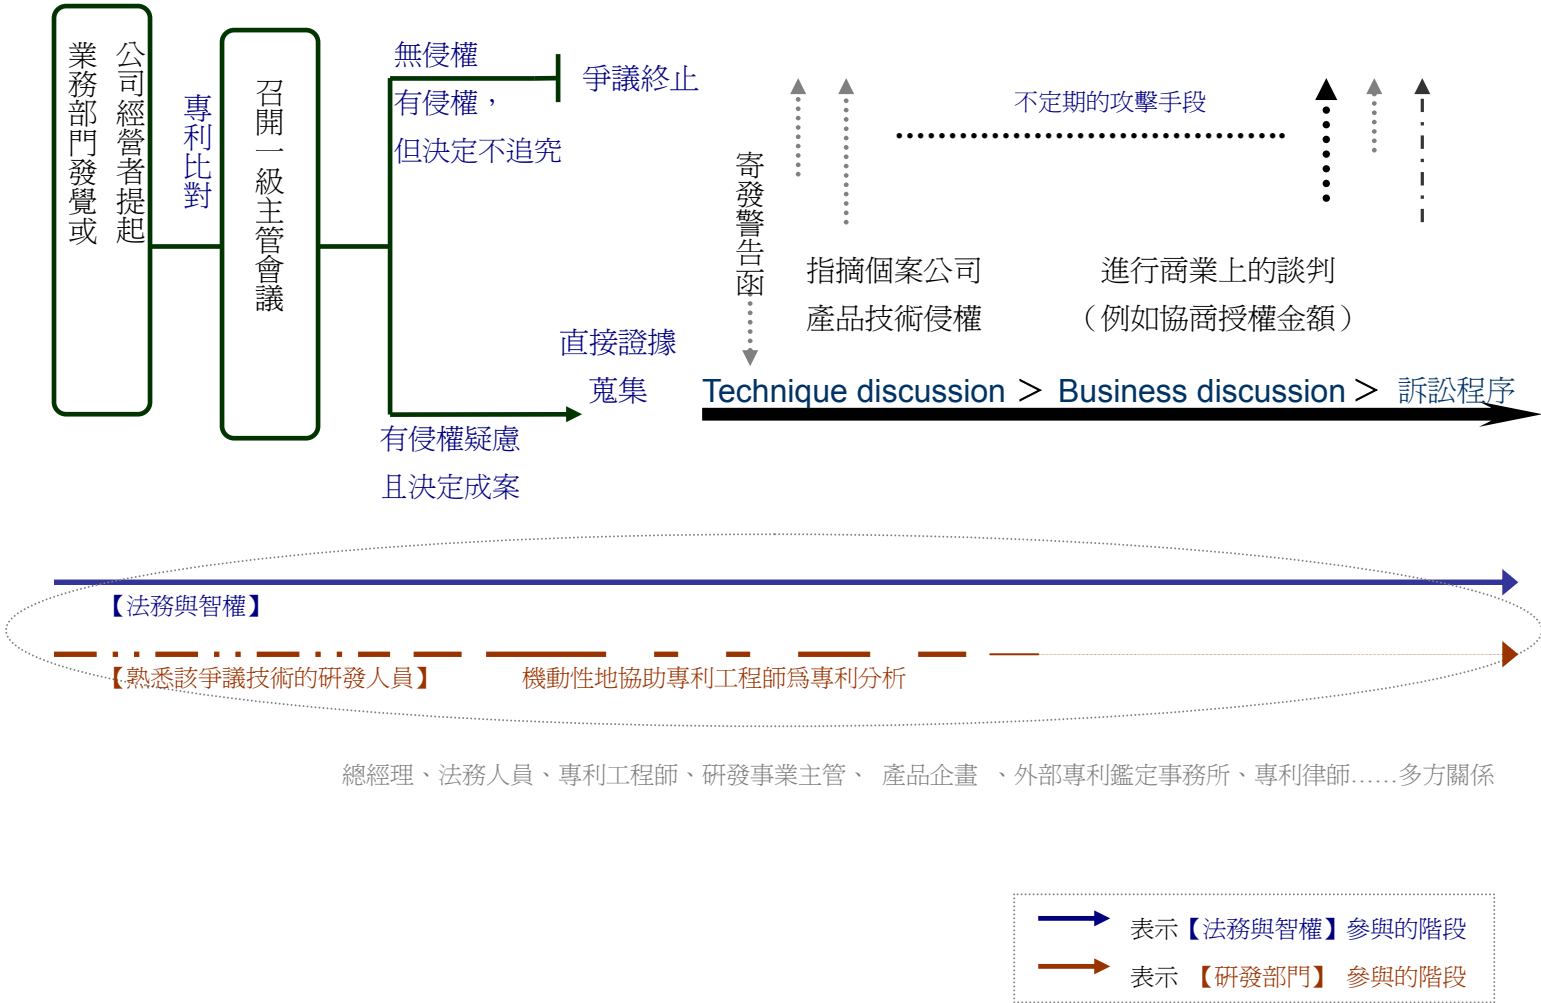 公司經營者提起
業務部門發覺或
專利比對
召開一級主管會議
無侵權
有侵權，
但決定不追究
爭議終止
有侵權疑慮
且決定成案
直接證據
蒐集
寄發警告函
不定期的攻擊手段
指摘個案公司
產品技術侵權
進行商業上的談判
（例如協商授權金額）
Technique discussion ＞ Business discussion ＞ 訴訟程序
【法務與智權】
【熟悉該爭議技術的研發人員】 機動性地協助專利工程師為專利分析
總經理、法務人員、專利工程師、研發事業主管、 產品企畫 、外部專利鑑定事務所、專利律師……多方關係
表示【法務與智權】參與的階段
表示 【研發部門】 參與的階段